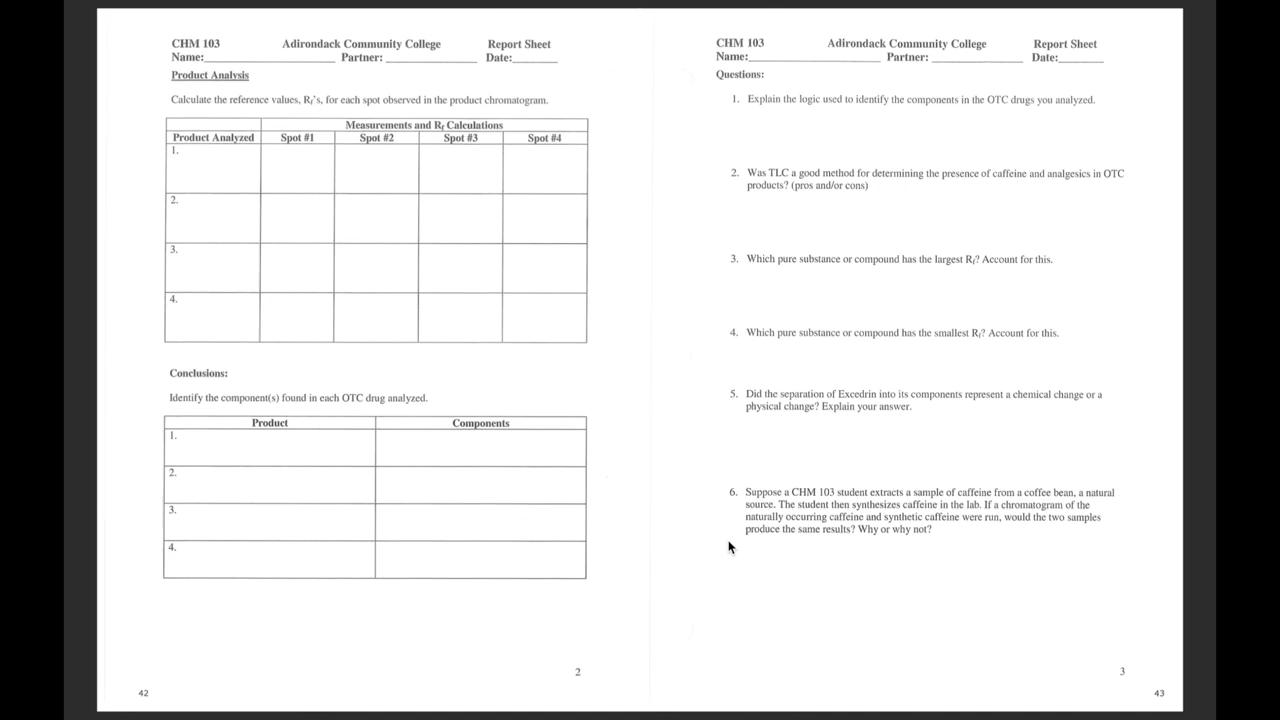 CHM 103 Adirondack Community College Report Sheet
Name:____________________ Partner: ______________ Date:_______
Product Analysis
Calculate the reference values, Rf's, for each spot observed in the product chromatogram.
Measurements and Rf Calculations
Product Analyzed Spot #1 Spot #2 Spot #3 Spot #4
1.
2.
3.
4.
Conclusions:
Identify the component(s) found in each OTC drug analyzed.
Product Components
1.
2.
3.
4.
2
42
CHM 103 Adirondack Community College Report Sheet
Name:____________________ Partner: ______________ Date:_______
Questions:
1. Explain the logic used to identify the components in the OTC drugs you analyzed.
2. Was TLC a good method for determining the presence of caffeine and analgesics in OTC
products? (pros and/or cons)
3. Which pure substance or compound has the largest Rf? Account for this.
4. Which pure substance or compound has the smallest Rf? Account for this.
5. Did the separation of Excedrin into its components represent a chemical change or a
physical change? Explain your answer.
6. Suppose a CHM 103 student extracts a sample of caffeine from a coffee bean, a natural
source. The student then synthesizes caffeine in the lab. If a chromatogram of the
naturally occurring caffeine and synthetic caffeine were run, would the two samples
produce the same results? Why or why not?
3
43